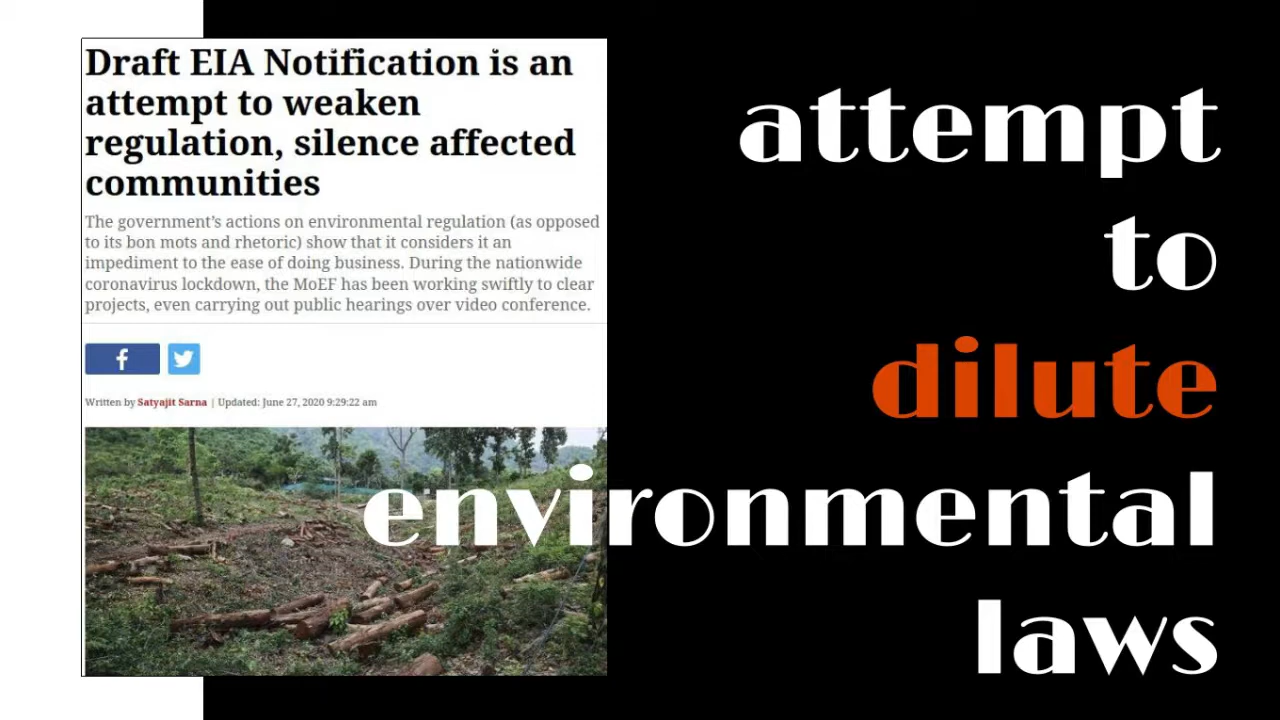 Draft EIA Notification is an
attempt to weaken
regulation, silence affected
communities
The government’s actions on environmental regulation (as opposed
to its bon mots and rhetoric) show that it considers it an
impediment to the ease of doing business. During the nationwide
coronavirus lockdown, the MoEF has been working swiftly to clear
projects, even carrying out public hearings over video conference.
Written by Satyajit Sarna | Updated: June 27, 2020 9:29:22 am
attempt
to
dilute
environmental
laws